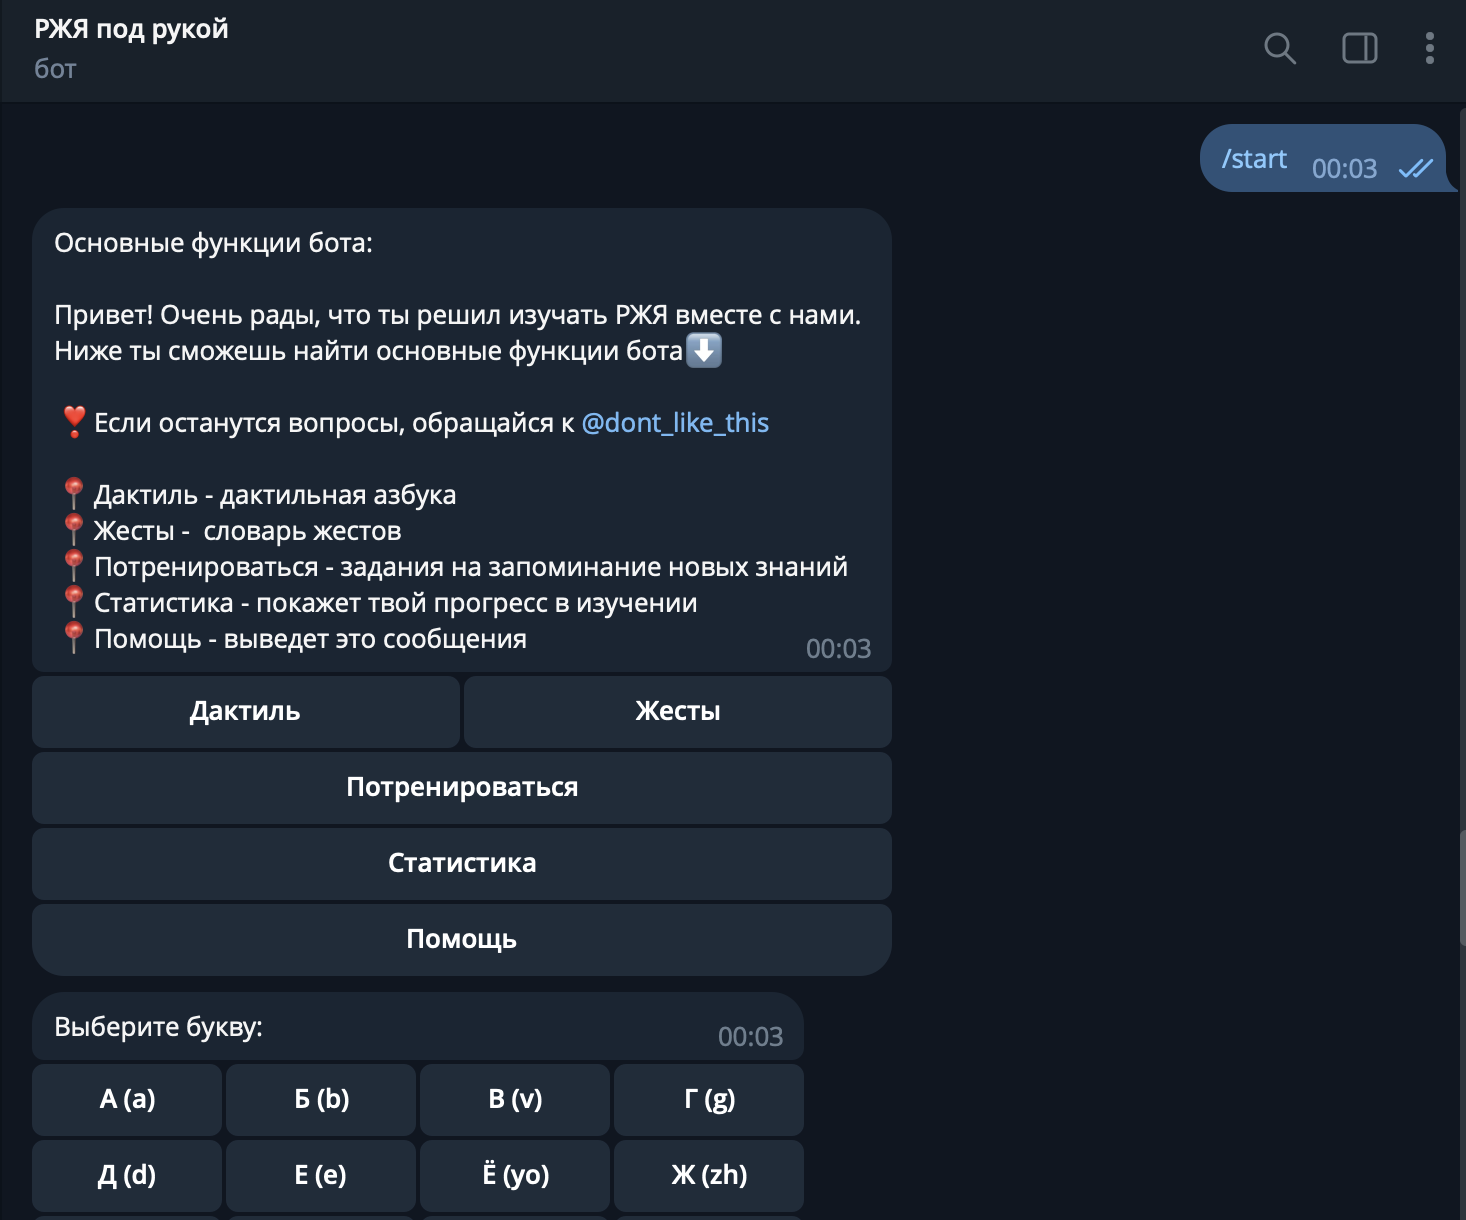 РЖЯ под рукой
бот
/start 00:03
Основные функции бота:
Привет! Очень рады, что ты решил изучать РЖЯ вместе с нами.
Ниже ты сможешь найти основные функции бота⬇️
❣️Если останутся вопросы, обращайся к @dont_like_this
📍Дактиль - дактильная азбука
📍Жесты -  словарь жестов
📍Потренироваться - задания на запоминание новых знаний
📍Статистика - покажет твой прогресс в изучении
📍Помощь - выведет это сообщения
00:03
Дактиль Жесты
Потренироваться
Статистика
Помощь
Выберите букву: 00:03
А (a) Б (b) В (v) Г (g)
Д (d) Е (e) Ё (yo) Ж (zh)